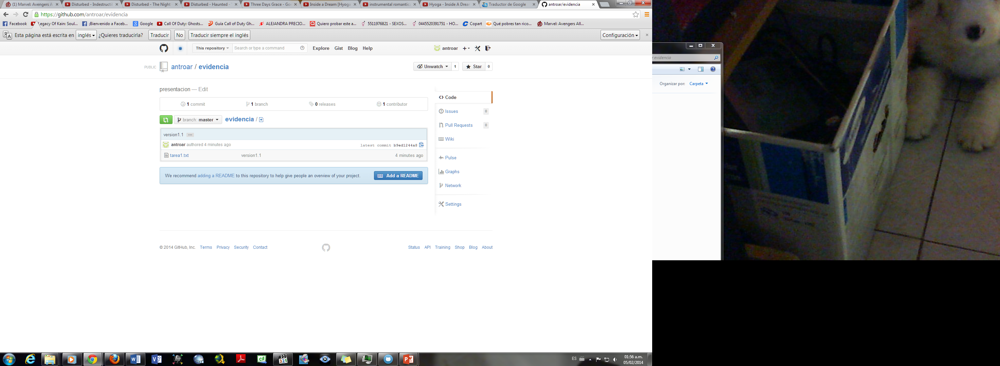 (1) Marvel: Avengers A
Disturbed - Indestructil
Disturbed - The Night
Disturbed - Haunted -
Three Days Grace - Go
Inside a Dream [Hyoga
instrumental romantic
Hyoga - Inside A Drea
Traductor de Google
antroar/evidencia
https://github.com/antroar/evidencia
Facebook
Legacy Of Kain: Soul...
¡Bienvenido a Faceb...
Google
Call Of Duty: Ghosts...
Guía Call of Duty Gh...
ALEJANDRA PRECIO...
Quiero probar este a...
5511976821 - SEXOS...
0445520391751 - HO...
Copart
Qué pobres tan rico...
Marvel: Avengers All...
Esta página está escrita en inglés ¿Quieres traducirla? Traducir No Traducir siempre el inglés Configuración
This repository Search or type a command Explore Gist Blog Help antroar
PUBLIC antroar / evidencia Unwatch 1 Star 0
presentacion — Edit
1 commit 1 branch 0 releases 1 contributor
branch: master evidencia /
version1.1 ...
antroar authored 4 minutes ago latest commit b9ed1244a8
tarea1.txt version1.1 4 minutes ago
We recommend adding a README to this repository to help give people an overview of your project. Add a README
Code
Issues 0
Pull Requests 0
Wiki
Pulse
Graphs
Network
Settings
© 2014 GitHub, Inc. Terms Privacy Security Contact Status API Training Shop Blog About
r evidencia
Organizar por: Carpeta
ES
01:56 a.m.
05/02/2014